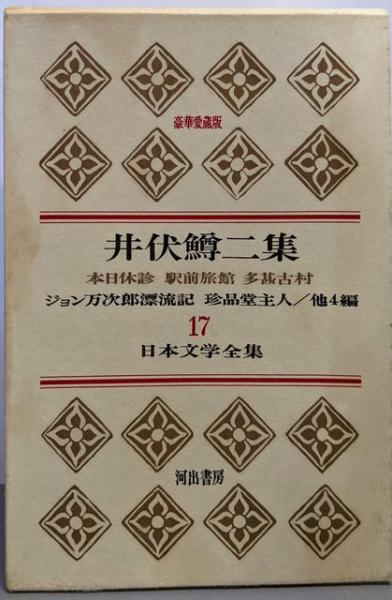 豪華愛蔵版
井伏鱒二集
本日休診 駅前旅館 多甚古村
ジョン万次郎漂流記 珍品堂主人/他4編
17
日本文学全集
河出書房